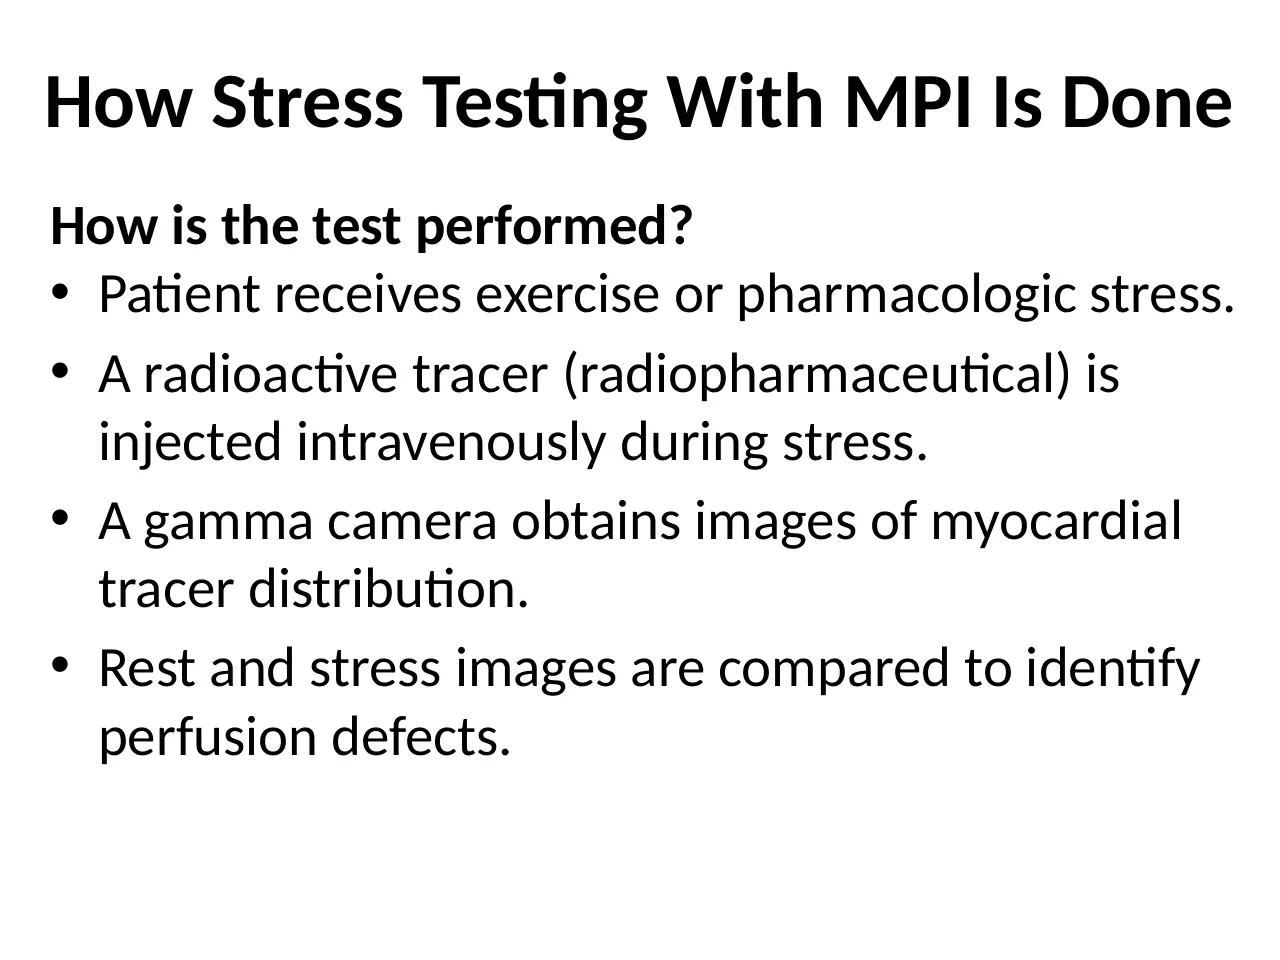 How Stress Testing With MPI Is Done
How is the test performed?
• Patient receives exercise or pharmacologic stress.
• A radioactive tracer (radiopharmaceutical) is
injected intravenously during stress.
• A gamma camera obtains images of myocardial
tracer distribution.
• Rest and stress images are compared to identify
perfusion defects.